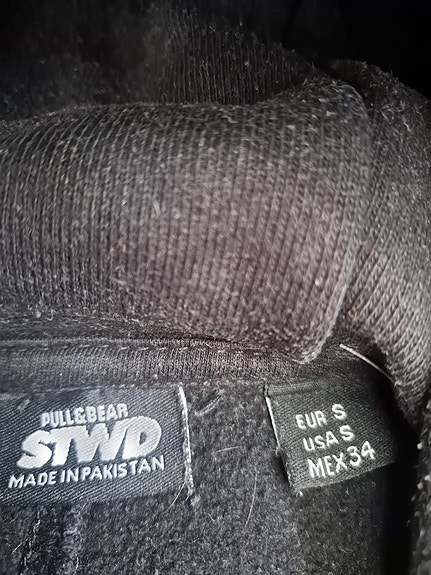 PULL&BEAR
STWD
MADE IN PAKISTAN
EUR S
USA S
MEX 34